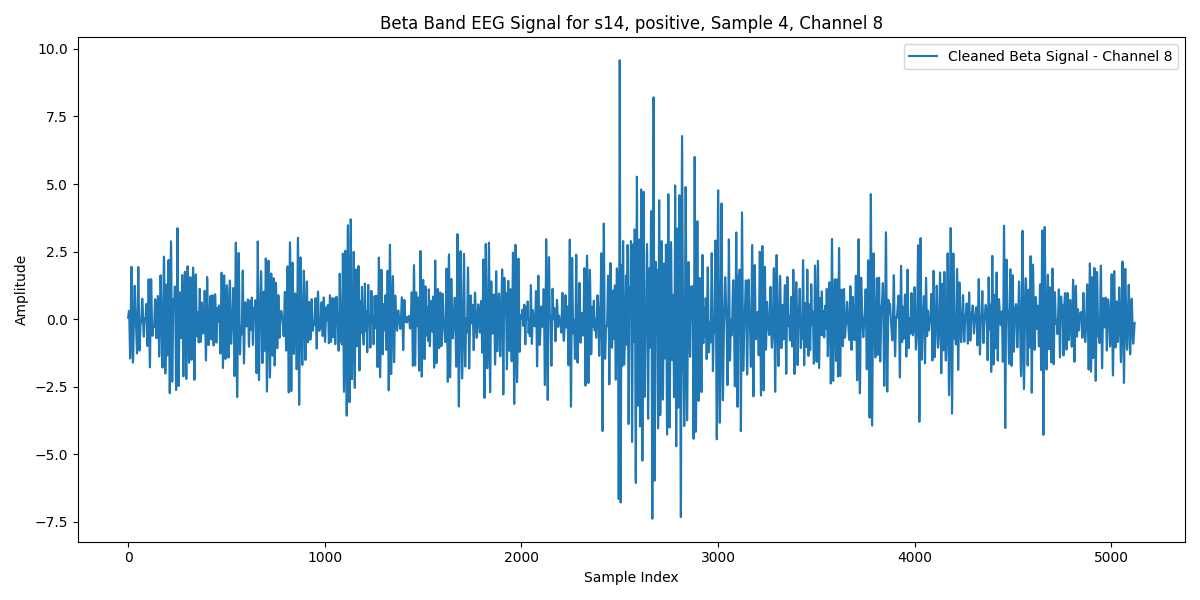 Beta Band EEG Signal for s14, positive, Sample 4, Channel 8
Cleaned Beta Signal - Channel 8
Amplitude
10.0
7.5
5.0
2.5
0.0
−2.5
−5.0
−7.5
0 1000 2000 3000 4000 5000
Sample Index